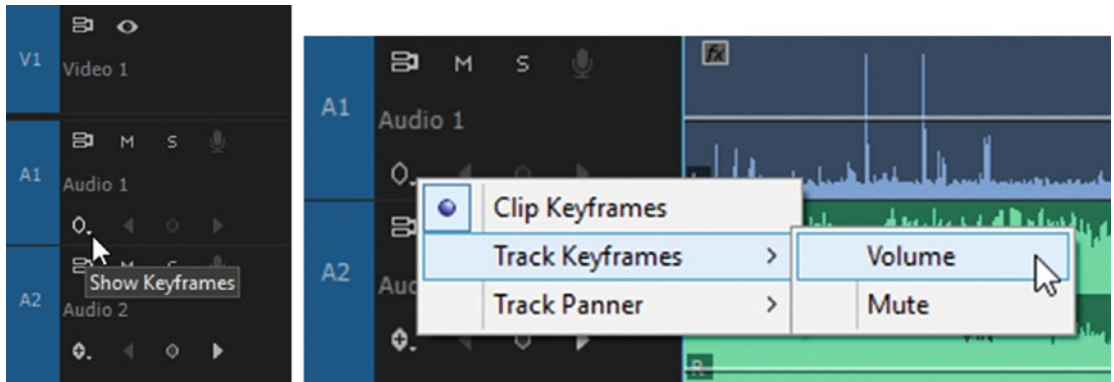 V1
Video 1
M S
A1
Audio 1
Show Keyframes
A2
Audio 2
fx
M S
A1
Audio 1
Clip Keyframes
Track Keyframes > Volume
A2
Track Panner > Mute
R